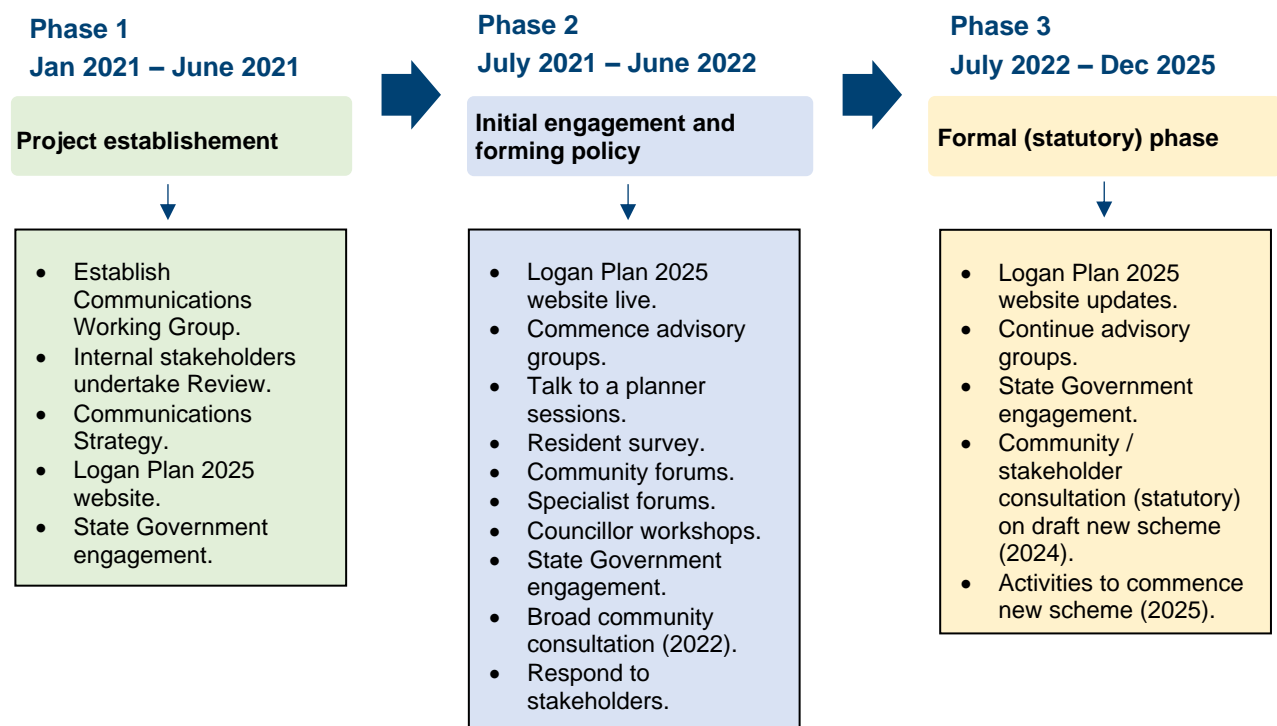 Phase 1
Jan 2021 – June 2021
Project establishement
• Establish
Communications
Working Group.
• Internal stakeholders
undertake Review.
• Communications
Strategy.
• Logan Plan 2025
website.
• State Government
engagement.
Phase 2
July 2021 – June 2022
Initial engagement and
forming policy
• Logan Plan 2025
website live.
• Commence advisory
groups.
• Talk to a planner
sessions.
• Resident survey.
• Community forums.
• Specialist forums.
• Councillor workshops.
• State Government
engagement.
• Broad community
consultation (2022).
• Respond to
stakeholders.
Phase 3
July 2022 – Dec 2025
Formal (statutory) phase
• Logan Plan 2025
website updates.
• Continue advisory
groups.
• State Government
engagement.
• Community /
stakeholder
consultation (statutory)
on draft new scheme
(2024).
• Activities to commence
new scheme (2025).